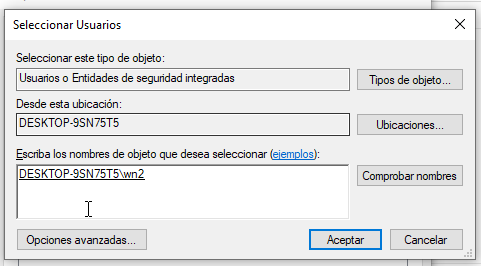 Seleccionar Usuarios
Seleccionar este tipo de objeto:
Usuarios o Entidades de seguridad integradas
Tipos de objeto...
Desde esta ubicación:
DESKTOP-9SN75T5
Ubicaciones...
Escriba los nombres de objeto que desea seleccionar (ejemplos):
DESKTOP-9SN75T5\wn2
Comprobar nombres
Opciones avanzadas...
Aceptar
Cancelar